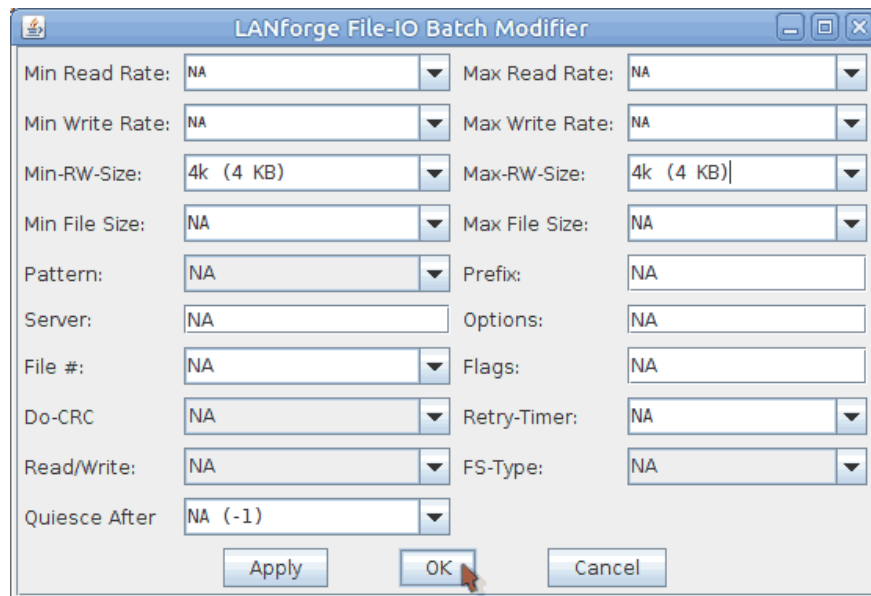 LANforge File-IO Batch Modifier
Min Read Rate: NA Max Read Rate: NA
Min Write Rate: NA Max Write Rate: NA
Min-RW-Size: 4k (4 KB) Max-RW-Size: 4k (4 KB)
Min File Size: NA Max File Size: NA
Pattern: NA Prefix: NA
Server: NA Options: NA
File #: NA Flags: NA
Do-CRC NA Retry-Timer: NA
Read/Write: NA FS-Type: NA
Quiesce After NA (-1)
Apply OK Cancel